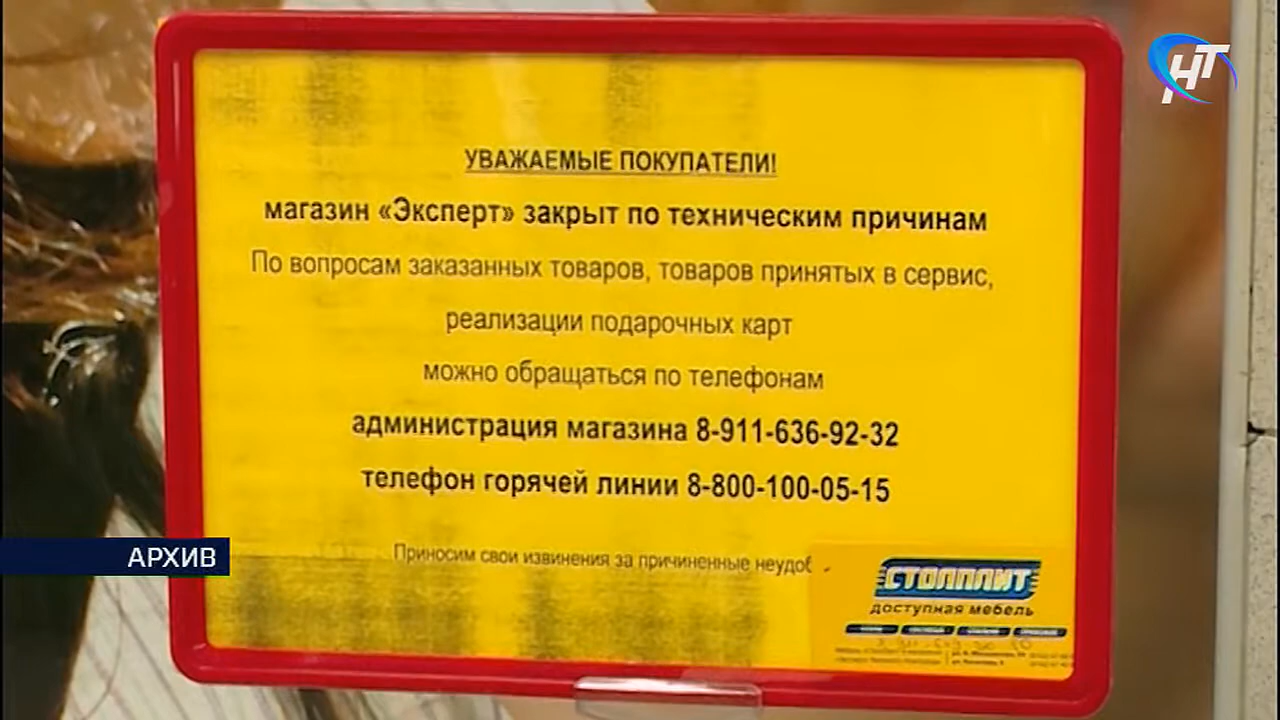 НТ
УВАЖАЕМЫЕ ПОКУПАТЕЛИ!
магазин «Эксперт» закрыт по техническим причинам
По вопросам заказанных товаров, товаров принятых в сервис,
реализации подарочных карт
можно обращаться по телефонам
администрация магазина 8-911-636-92-32
телефон горячей линии 8-800-100-05-15
Приносим свои извинения за причиненные неудоб
АРХИВ
СТОЛПЛИТ
доступная мебель